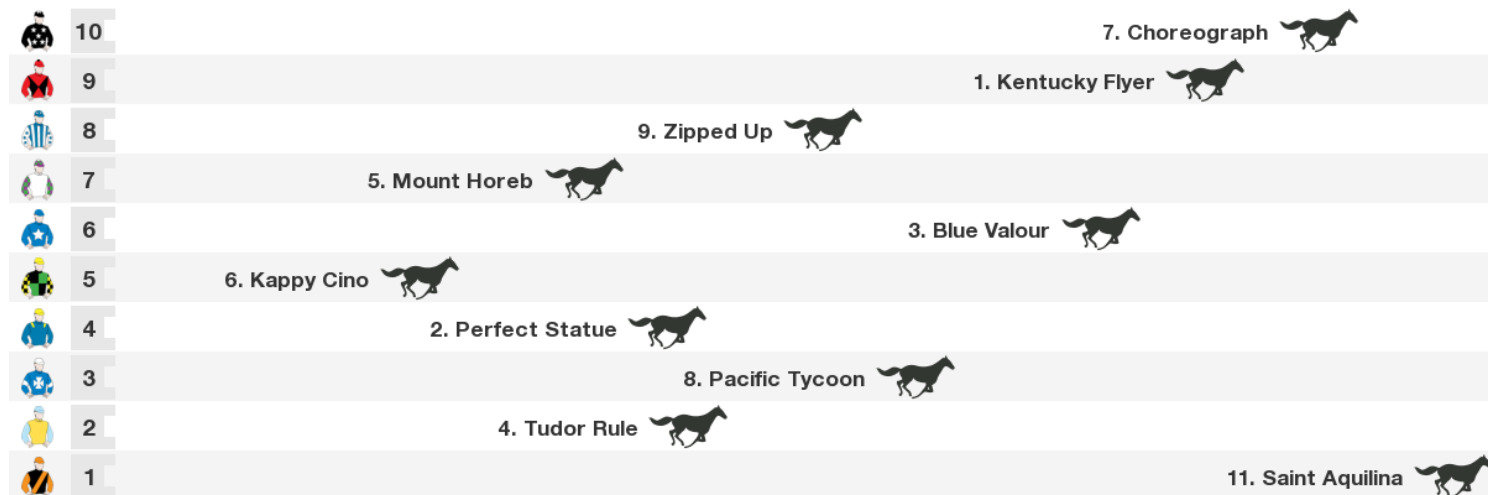 10 7. Choreograph
9 1. Kentucky Flyer
8 9. Zipped Up
7 5. Mount Horeb
6 3. Blue Valour
5 6. Kappy Cino
4 2. Perfect Statue
3 8. Pacific Tycoon
2 4. Tudor Rule
1 11. Saint Aquilina